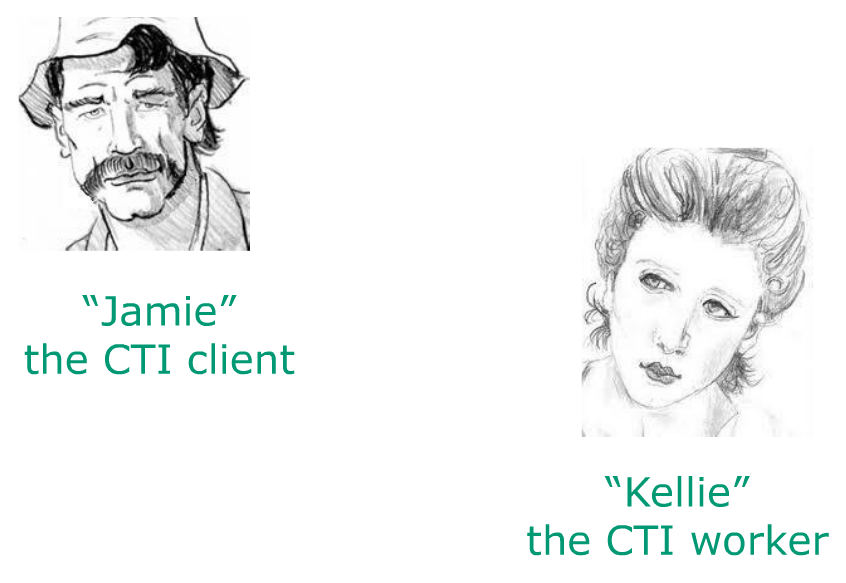 “Jamie”
the CTI client
“Kellie”
the CTI worker